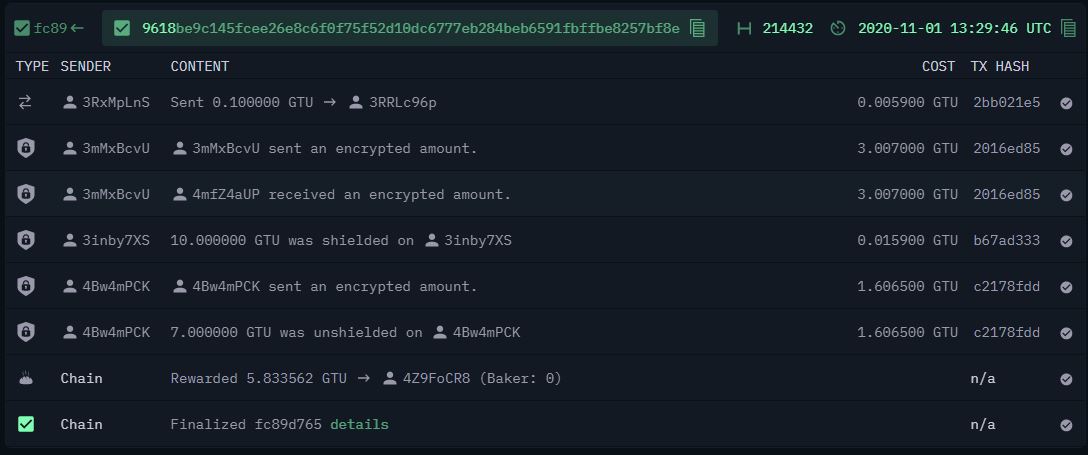 fc89← 9618be9c145fcee26e8c6f0f75f52d10dc6777eb284beb6591fbffbe8257bf8e 214432 2020-11-01 13:29:46 UTC
TYPE SENDER CONTENT COST TX HASH
3RxMpLnS Sent 0.100000 GTU → 3RRLc96p 0.005900 GTU 2bb021e5
3mMxBcvU 3mMxBcvU sent an encrypted amount. 3.007000 GTU 2016ed85
3mMxBcvU 4mfZ4aUP received an encrypted amount. 3.007000 GTU 2016ed85
3inby7XS 10.000000 GTU was shielded on 3inby7XS 0.015900 GTU b67ad333
4Bw4mPCK 4Bw4mPCK sent an encrypted amount. 1.606500 GTU c2178fdd
4Bw4mPCK 7.000000 GTU was unshielded on 4Bw4mPCK 1.606500 GTU c2178fdd
Chain Rewarded 5.833562 GTU → 4Z9FoCR8 (Baker: 0) n/a
Chain Finalized fc89d765 details n/a